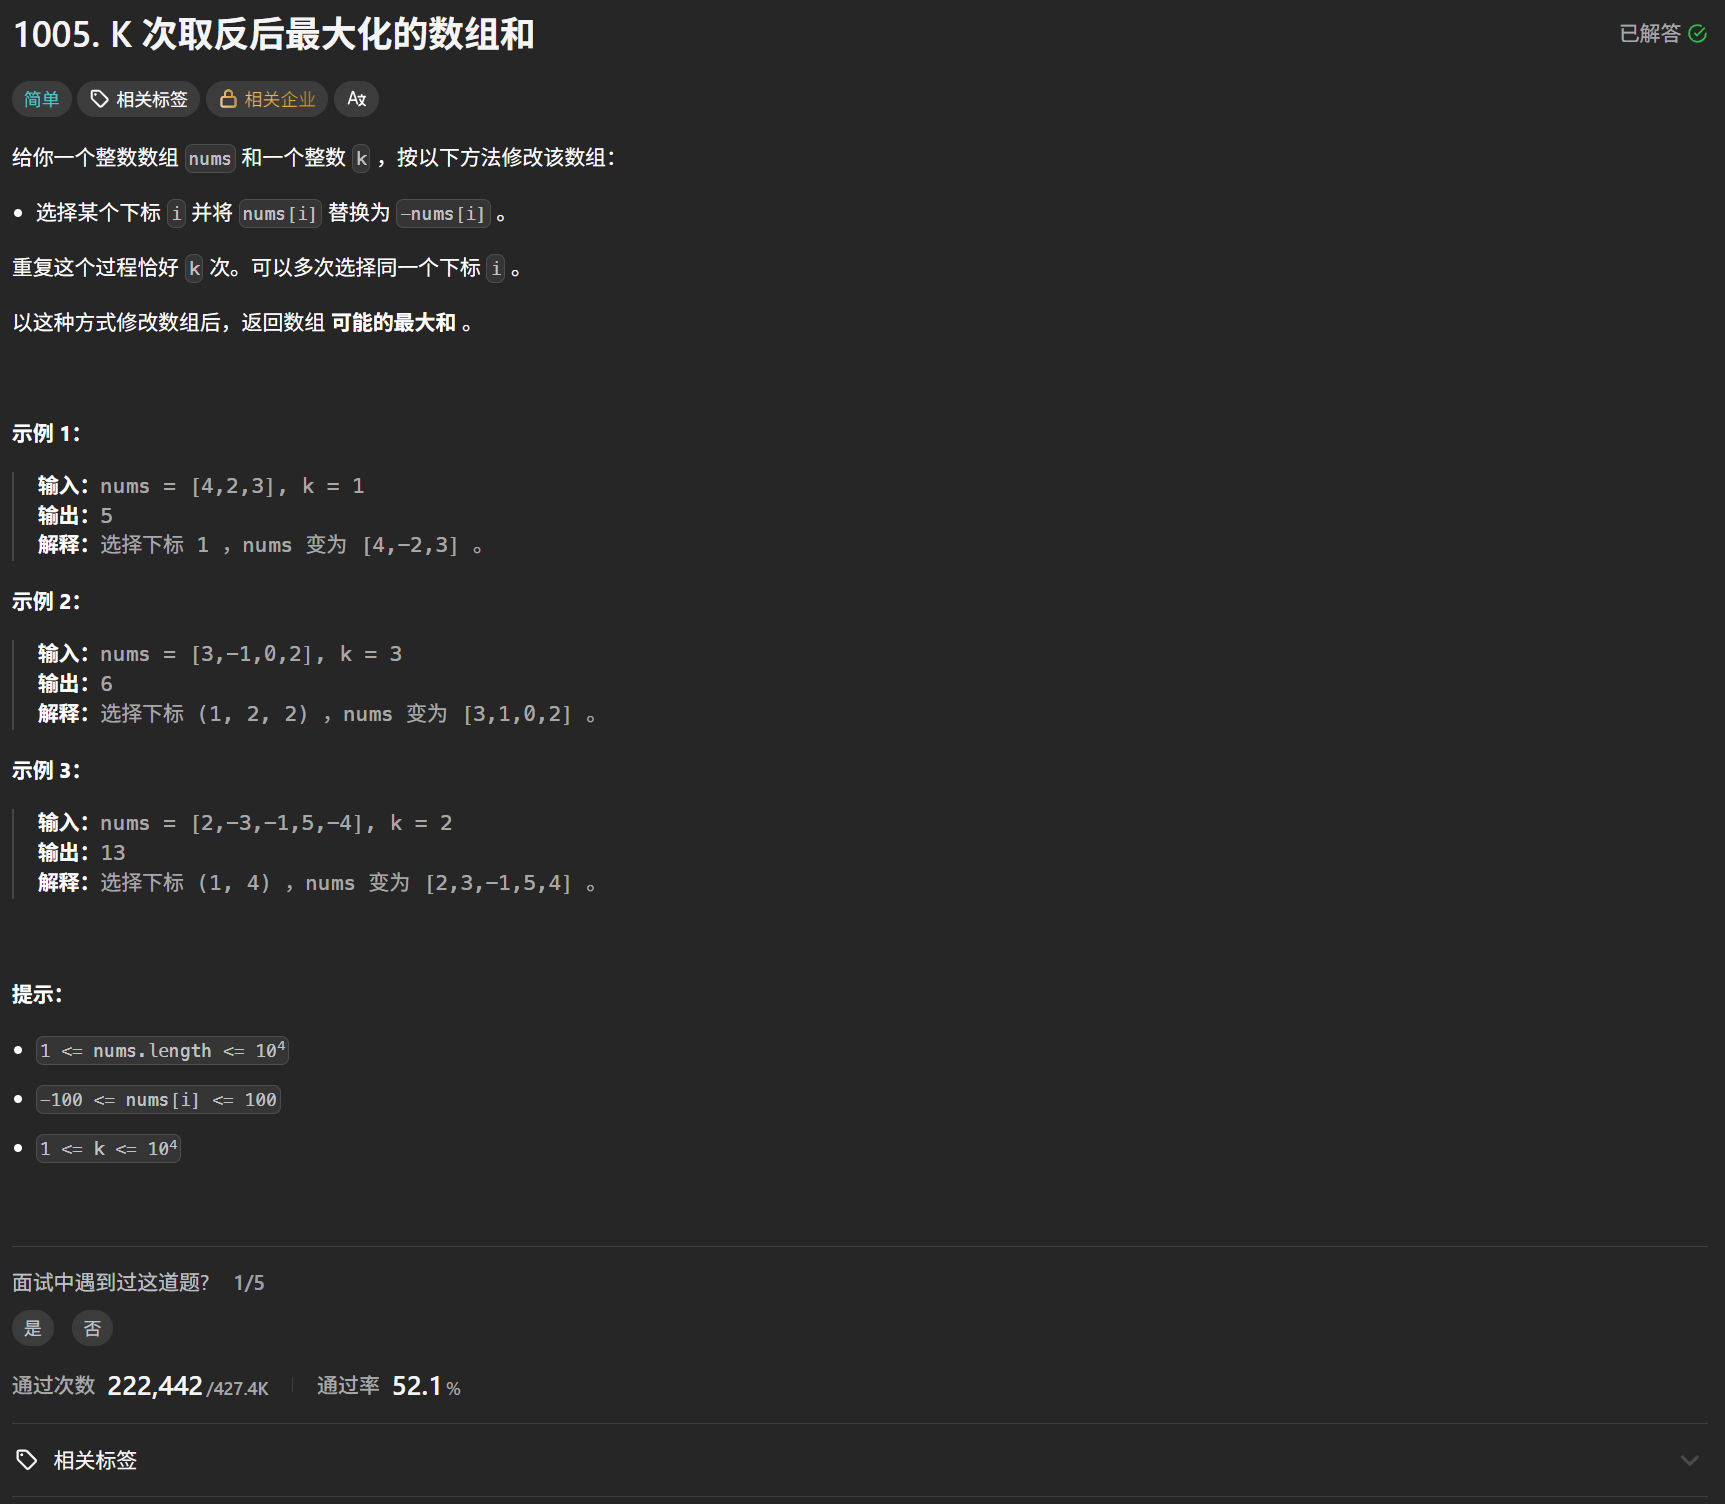 1005. K 次取反后最大化的数组和
已解答
简单 相关标签 相关企业 A文
给你一个整数数组 nums 和一个整数 k ，按以下方法修改该数组：
选择某个下标 i 并将 nums[i] 替换为 -nums[i] 。
重复这个过程恰好 k 次。可以多次选择同一个下标 i 。
以这种方式修改数组后，返回数组 可能的最大和 。
示例 1：
输入：nums = [4,2,3], k = 1
输出：5
解释：选择下标 1 ，nums 变为 [4,-2,3] 。
示例 2：
输入：nums = [3,-1,0,2], k = 3
输出：6
解释：选择下标 (1, 2, 2) ，nums 变为 [3,1,0,2] 。
示例 3：
输入：nums = [2,-3,-1,5,-4], k = 2
输出：13
解释：选择下标 (1, 4) ，nums 变为 [2,3,-1,5,4] 。
提示：
1 <= nums.length <= 10⁴
-100 <= nums[i] <= 100
1 <= k <= 10⁴
面试中遇到过这道题? 1/5
是 否
通过次数 222,442/427.4K 通过率 52.1%
相关标签